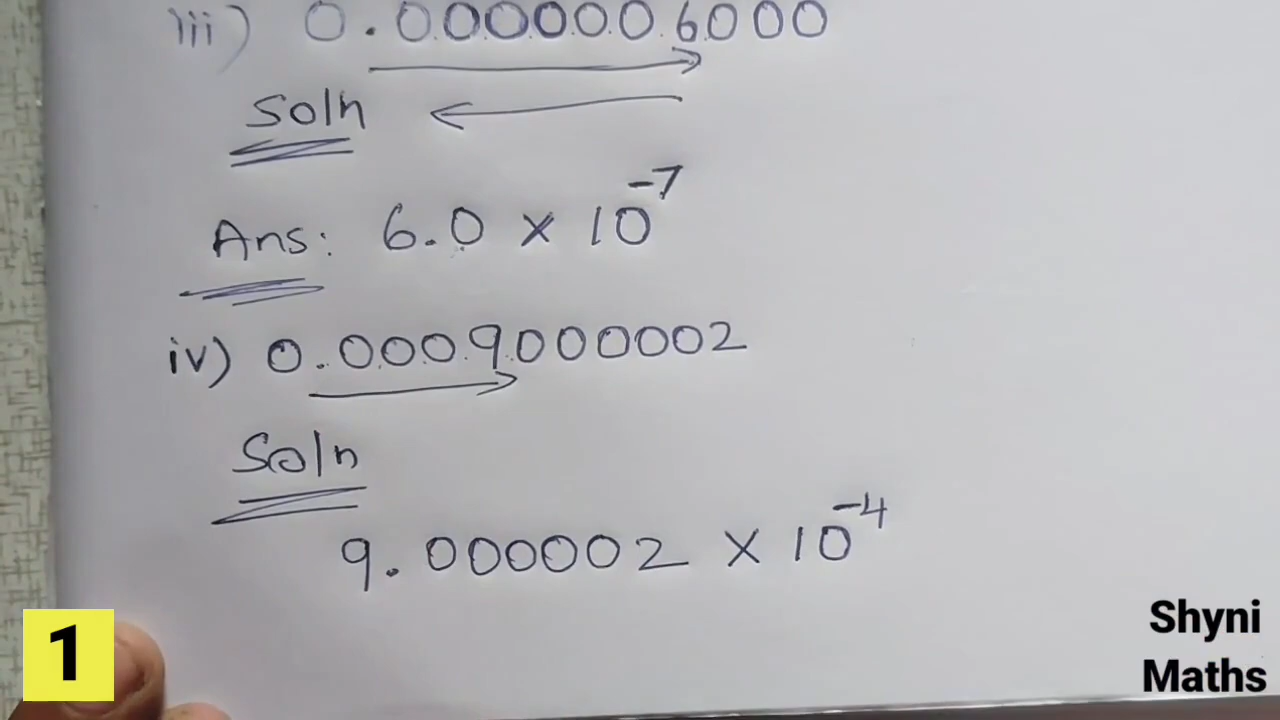 iii) 0.0000006000
Soln
Ans: 6.0 × 10⁻⁷
iv) 0.0009000002
Soln
9.000002 × 10⁻⁴
1
Shyni
Maths